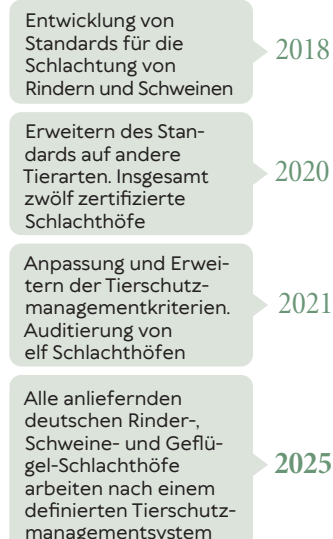 Entwicklung von
Standards für die
Schlachtung von
Rindern und Schweinen
2018
Erweitern des Stan-
dards auf andere
Tierarten. Insgesamt
zwölf zertifizierte
Schlachthöfe
2020
Anpassung und Erwei-
tern der Tierschutz-
managementkriterien.
Auditierung von
elf Schlachthöfen
2021
Alle anliefernden
deutschen Rinder-,
Schweine- und Geflü-
gel-Schlachthöfe
arbeiten nach einem
definierten Tierschutz-
managementsystem
2025